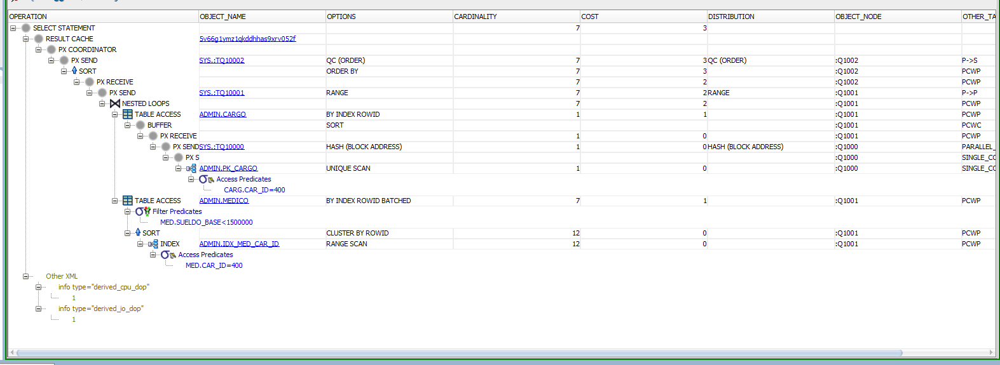 OPERATION OBJECT_NAME OPTIONS CARDINALITY COST DISTRIBUTION OBJECT_NODE OTHER_TA
SELECT STATEMENT 7 3
RESULT CACHE 5v66g1ymz1qkddhhas9xrv052f
PX COORDINATOR
PX SEND SYS.:TQ10002 QC (ORDER) 7 3 QC (ORDER) :Q1002 P->S
SORT ORDER BY 7 3 :Q1002 PCWP
PX RECEIVE 7 2 :Q1002 PCWP
PX SEND SYS.:TQ10001 RANGE 7 2 RANGE :Q1001 P->P
NESTED LOOPS 7 2 :Q1001 PCWP
TABLE ACCESS ADMIN.CARGO BY INDEX ROWID 1 1 :Q1001 PCWP
BUFFER SORT :Q1001 PCWC
PX RECEIVE 1 0 :Q1001 PCWP
PX SEND SYS.:TQ10000 HASH (BLOCK ADDRESS) 1 0 HASH (BLOCK ADDRESS) :Q1000 PARALLEL_
PX S :Q1000 SINGLE_CO
ADMIN.PK_CARGO UNIQUE SCAN 1 0 :Q1000 SINGLE_CO
Access Predicates
CARG.CAR_ID=400
TABLE ACCESS ADMIN.MEDICO BY INDEX ROWID BATCHED 7 1 :Q1001 PCWP
Filter Predicates
MED.SUELDO_BASE<1500000
SORT CLUSTER BY ROWID 12 0 :Q1001 PCWP
INDEX ADMIN.IDX_MED_CAR_ID RANGE SCAN 12 0 :Q1001 PCWP
Access Predicates
MED.CAR_ID=400
Other XML
info type="derived_cpu_dop"
1
info type="derived_io_dop"
1